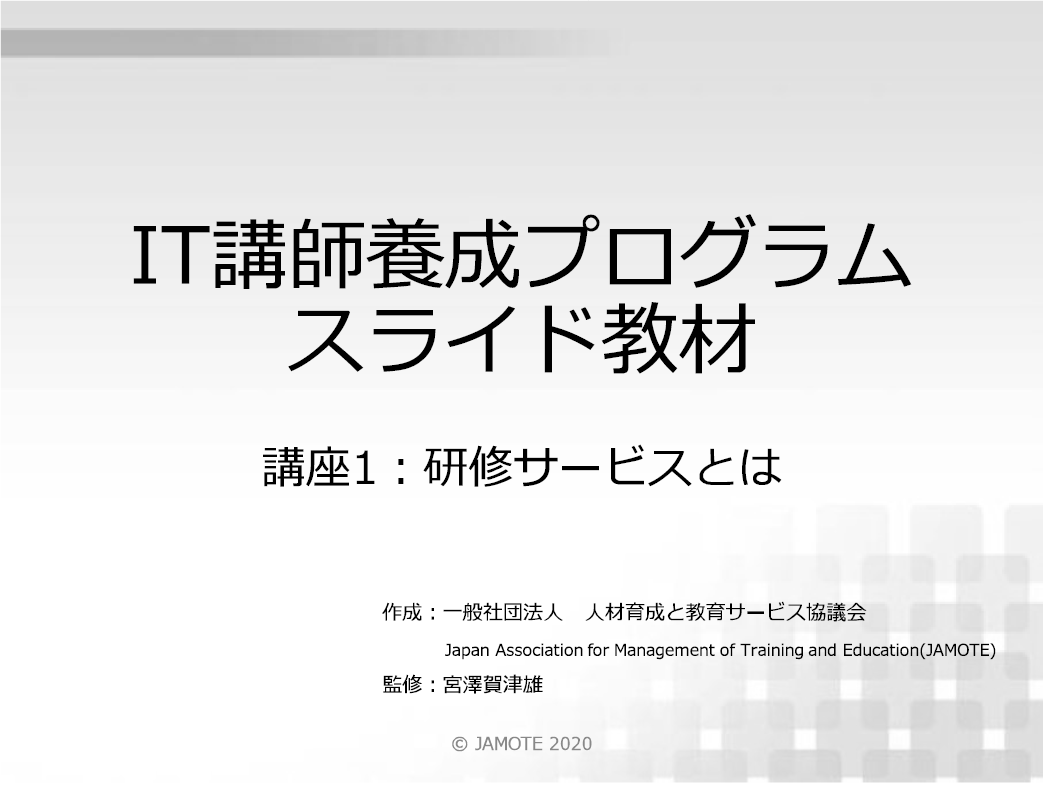 IT講師養成プログラム
スライド教材
講座1：研修サービスとは
作成：一般社団法人　人材育成と教育サービス協議会
Japan Association for Management of Training and Education(JAMOTE)
監修：宮澤賀津雄
© JAMOTE 2020